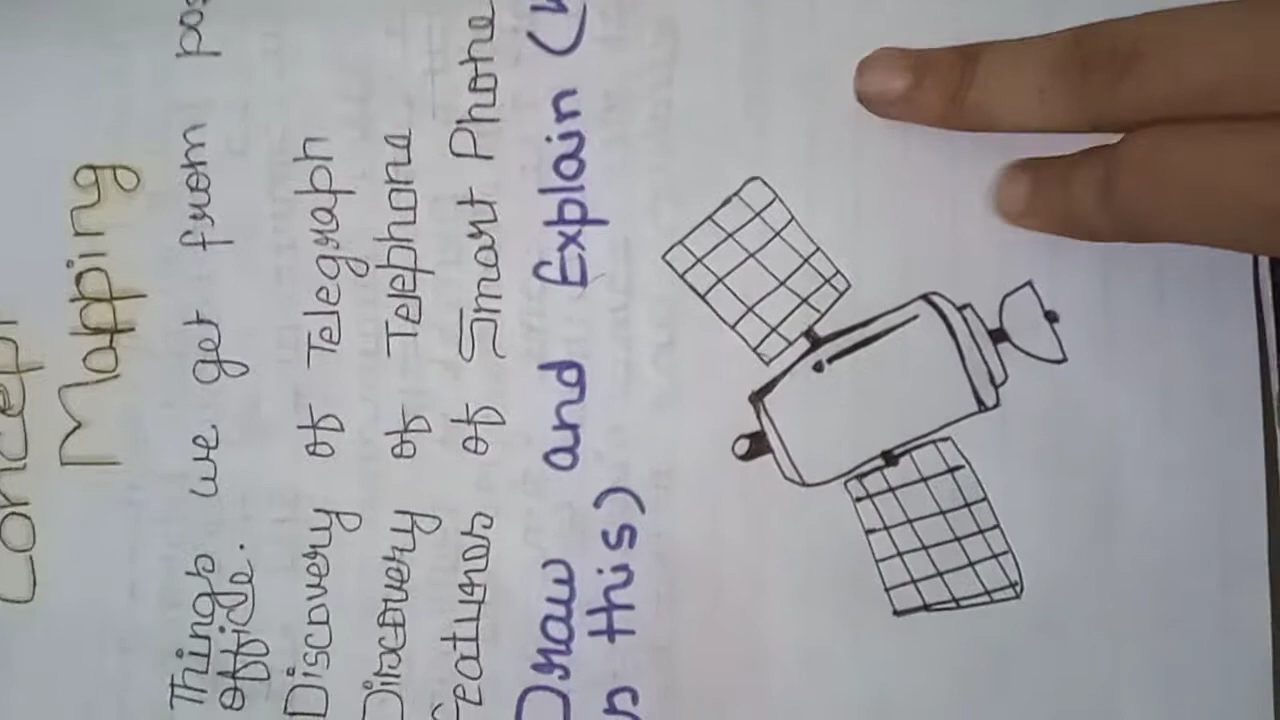 Concept
Mapping
Things we get from
office.
Discovery of Telegraph
Discovery of Telephone
Features of Smart Phone
Draw and Explain
this)